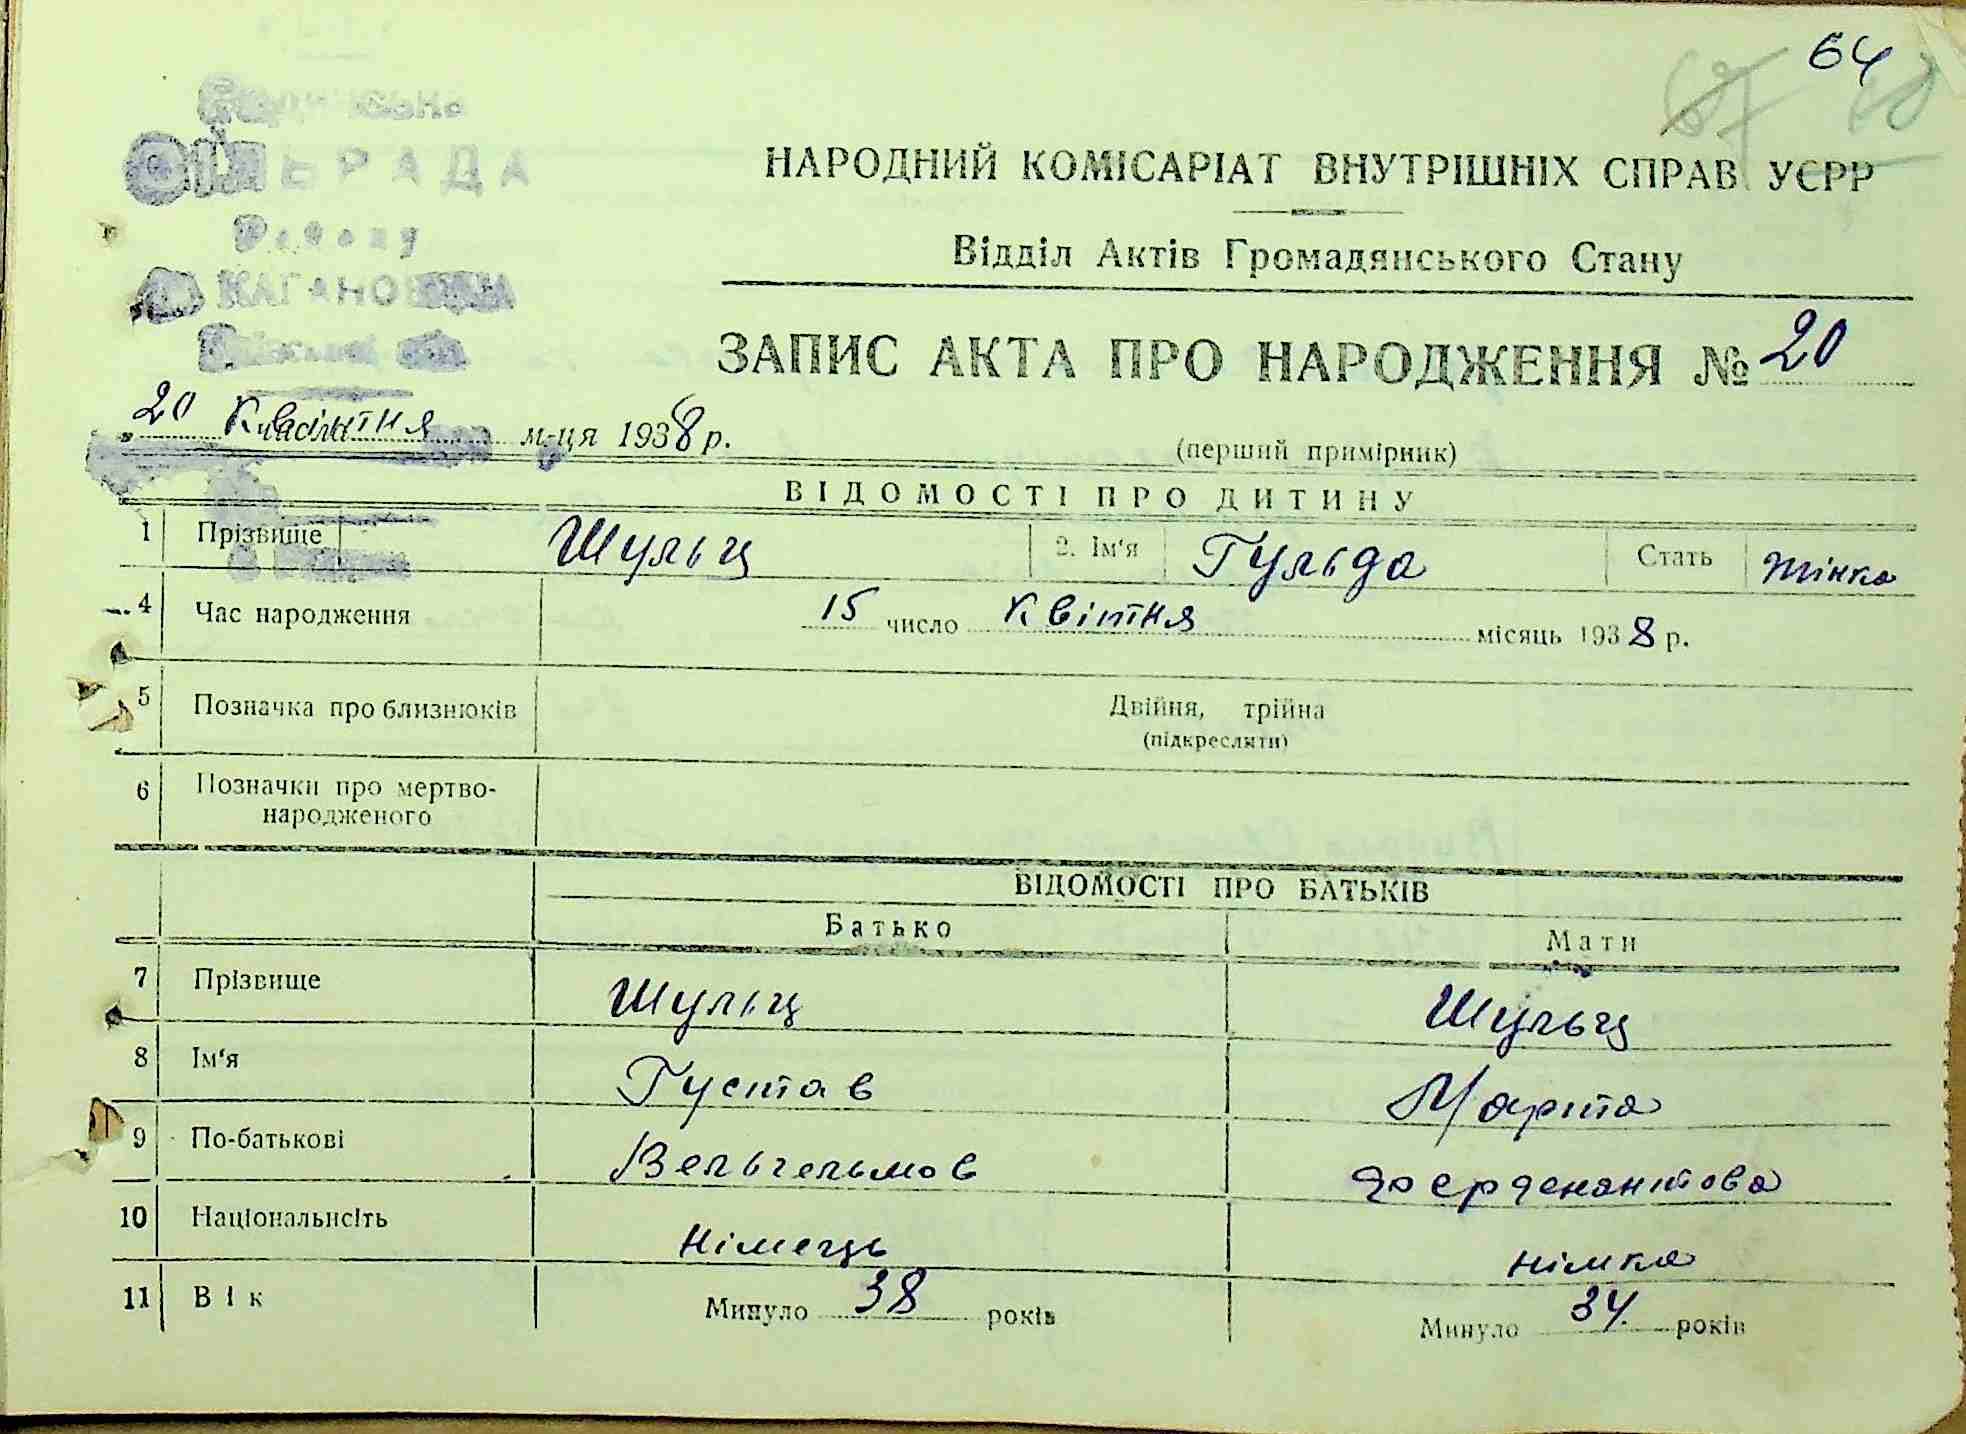 64
СІЛЬРАДА
Району
КАГАНОВИЧА
НАРОДНИЙ КОМІСАРІАТ ВНУТРІШНІХ СПРАВ УСРР
Відділ Актів Громадянського Стану
ЗАПИС АКТА ПРО НАРОДЖЕННЯ № 20
„ 20 Квітня м-ця 1938 р.
(перший примірник)
ВІДОМОСТІ ПРО ДИТИНУ
1 Прізвище Шульц 2. Ім'я Гульда Стать жінка
4 Час народження 15 число Квітня місяць 1938 р.
5 Позначка про близнюків Двійня, трійна
(підкреслити)
6 Позначки про мертво-
народженого
ВІДОМОСТІ ПРО БАТЬКІВ
Батько Мати
7 Прізвище Шульц Шульц
8 Ім'я Густав Марта
9 По-батькові Вельгельмов
10 Національність Німець німка
11 Вік Минуло 38 років Минуло 34 років